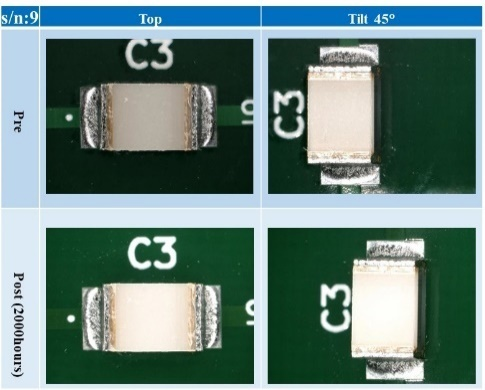 s/n:9
Top
Tilt 45°
Pre
C3
C3
Post (2000hours)
C3
C3